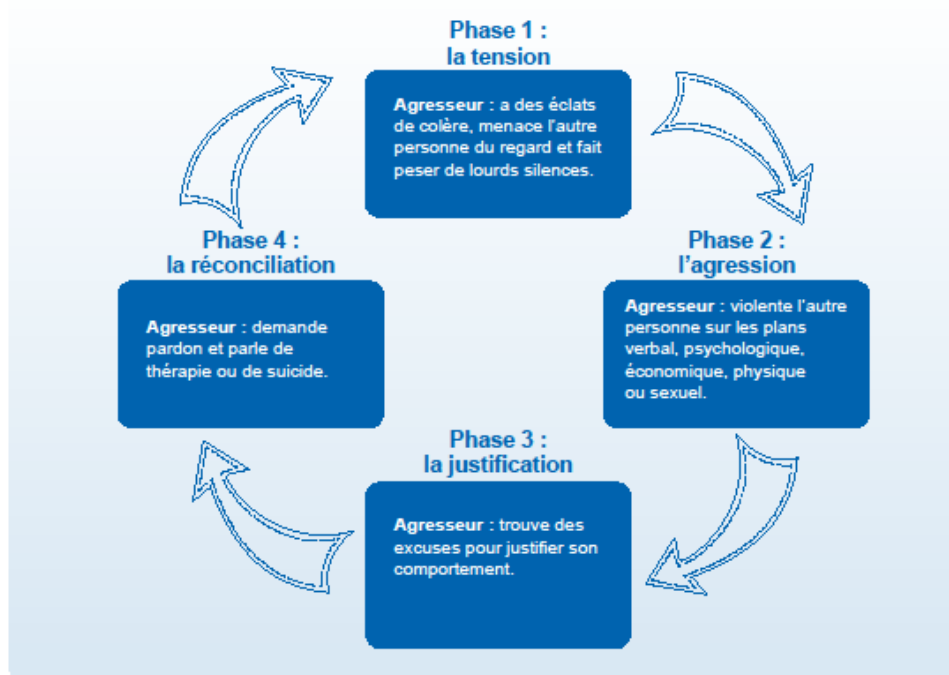 Phase 1 :
la tension
Agresseur : a des éclats
de colère, menace l'autre
personne du regard et fait
peser de lourds silences.
Phase 2 :
l'agression
Agresseur : violente l'autre
personne sur les plans
verbal, psychologique,
économique, physique
ou sexuel.
Phase 3 :
la justification
Agresseur : trouve des
excuses pour justifier son
comportement.
Phase 4 :
la réconciliation
Agresseur : demande
pardon et parle de
thérapie ou de suicide.